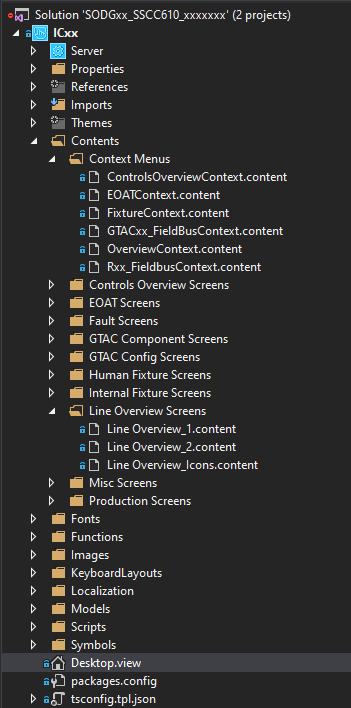 Solution 'SODGxx_SSCC610_xxxxxxx' (2 projects)
ICxx
Server
Properties
References
Imports
Themes
Contents
Context Menus
ControlsOverviewContext.content
EOATContext.content
FixtureContext.content
GTACxx_FieldBusContext.content
OverviewContext.content
Rxx_FieldbusContext.content
Controls Overview Screens
EOAT Screens
Fault Screens
GTAC Component Screens
GTAC Config Screens
Human Fixture Screens
Internal Fixture Screens
Line Overview Screens
Line Overview_1.content
Line Overview_2.content
Line Overview_Icons.content
Misc Screens
Production Screens
Fonts
Functions
Images
KeyboardLayouts
Localization
Models
Scripts
Symbols
Desktop.view
packages.config
tsconfig.tpl.json